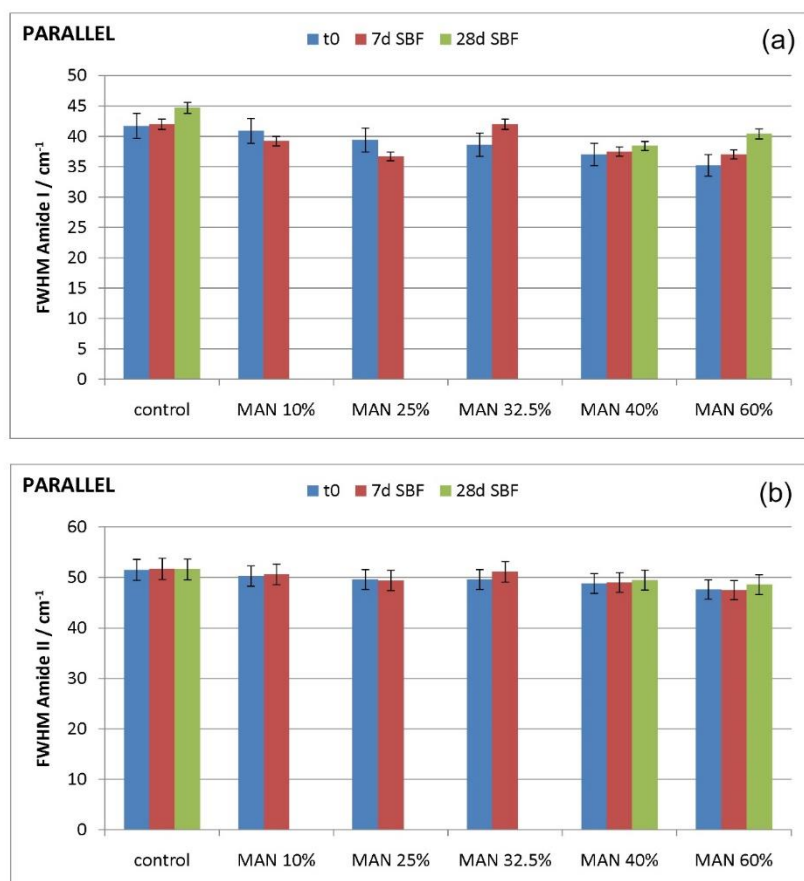 PARALLEL
t0 7d SBF 28d SBF
(a)
FWHM Amide I / cm⁻¹
50
45
40
35
30
25
20
15
10
5
0
control MAN 10% MAN 25% MAN 32.5% MAN 40% MAN 60%
PARALLEL
t0 7d SBF 28d SBF
(b)
FWHM Amide II / cm⁻¹
60
50
40
30
20
10
0
control MAN 10% MAN 25% MAN 32.5% MAN 40% MAN 60%